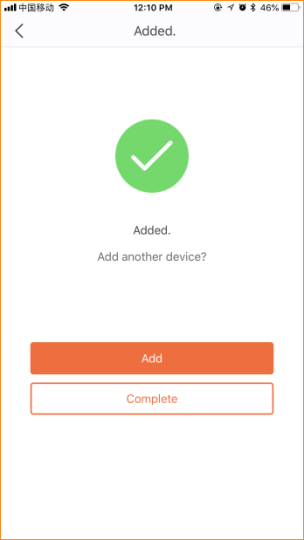 中国移动 12:10 PM 46%
Added.
Added.
Add another device?
Add
Complete